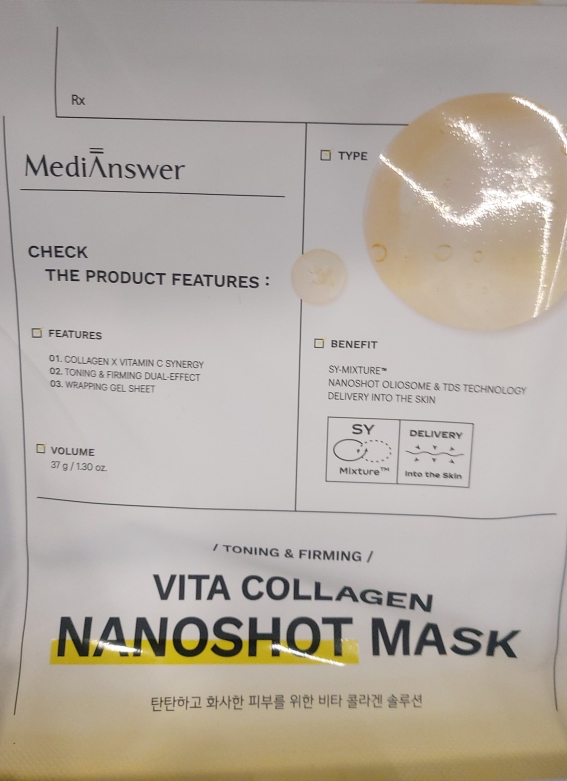 Rx
MediAnswer
TYPE
CHECK
THE PRODUCT FEATURES :
FEATURES
01. COLLAGEN X VITAMIN C SYNERGY
02. TONING & FIRMING DUAL-EFFECT
03. WRAPPING GEL SHEET
VOLUME
37 g / 1.30 oz.
BENEFIT
SY-MIXTURE™
NANOSHOT OLIOSOME & TDS TECHNOLOGY
DELIVERY INTO THE SKIN
SY
Mixture™
DELIVERY
Into the Skin
/ TONING & FIRMING /
VITA COLLAGEN
NANOSHOT MASK
탄탄하고 화사한 피부를 위한 비타 콜라겐 솔루션